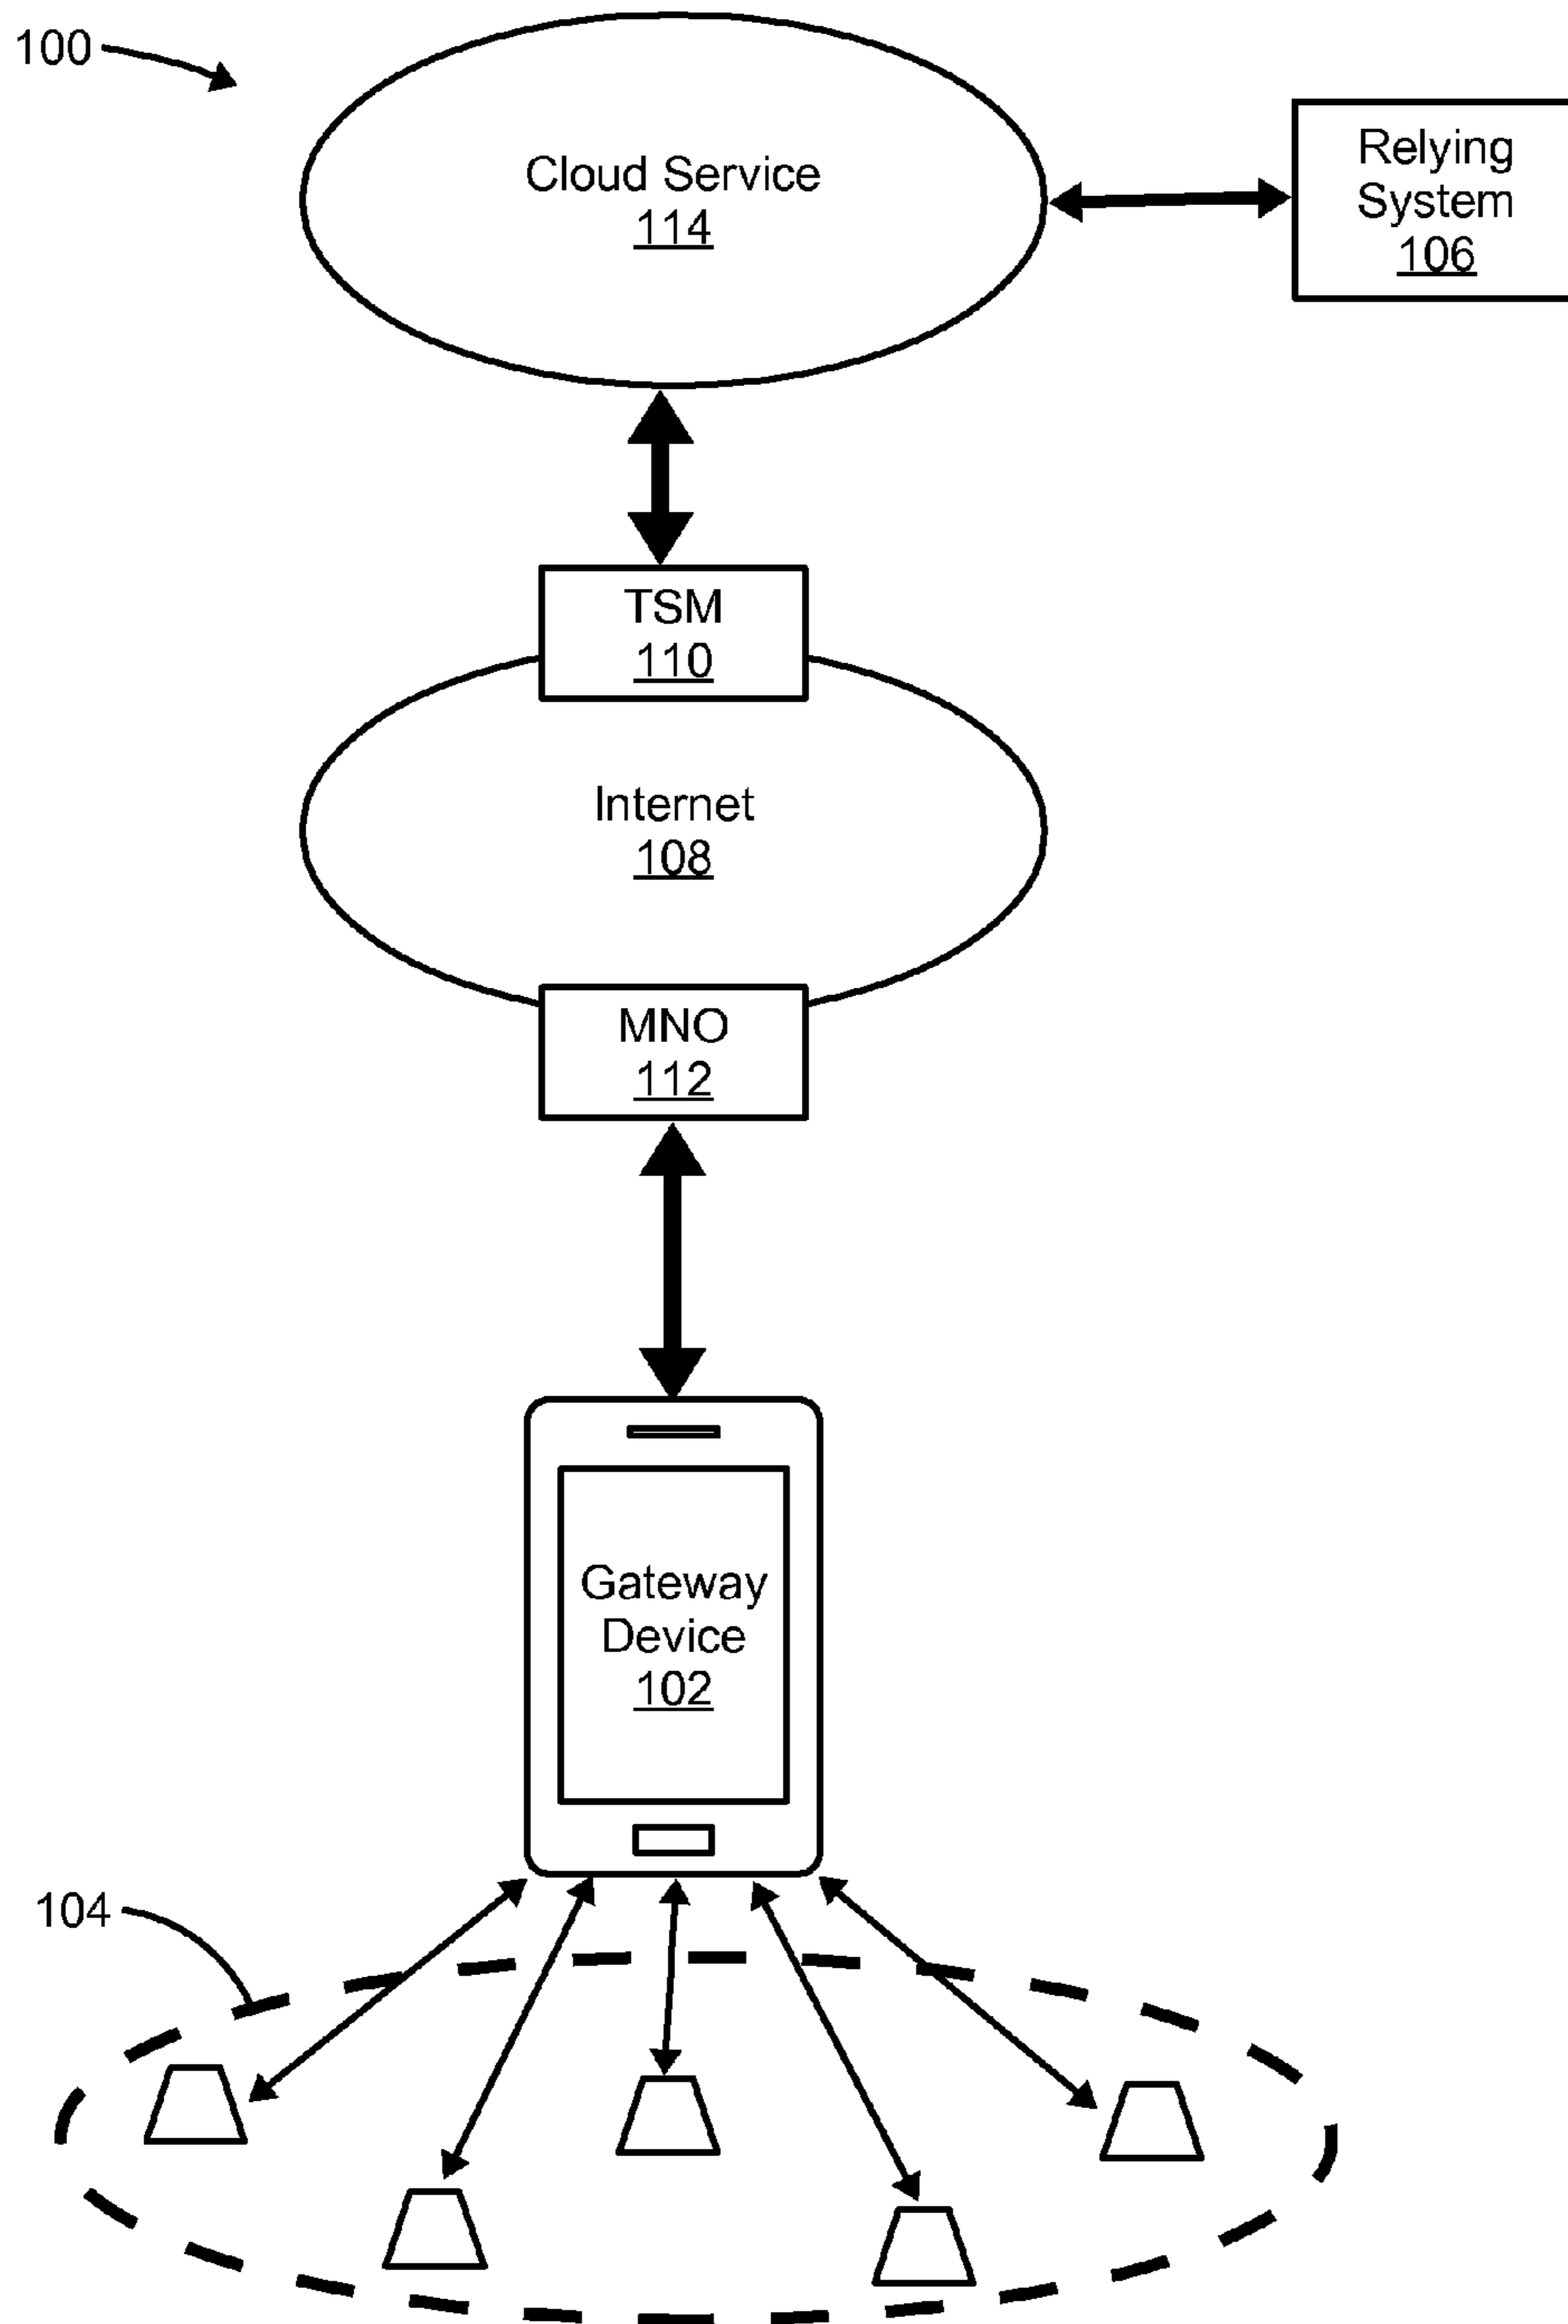 100
Cloud Service
114
Relying
System
106
TSM
110
Internet
108
MNO
112
Gateway
Device
102
104